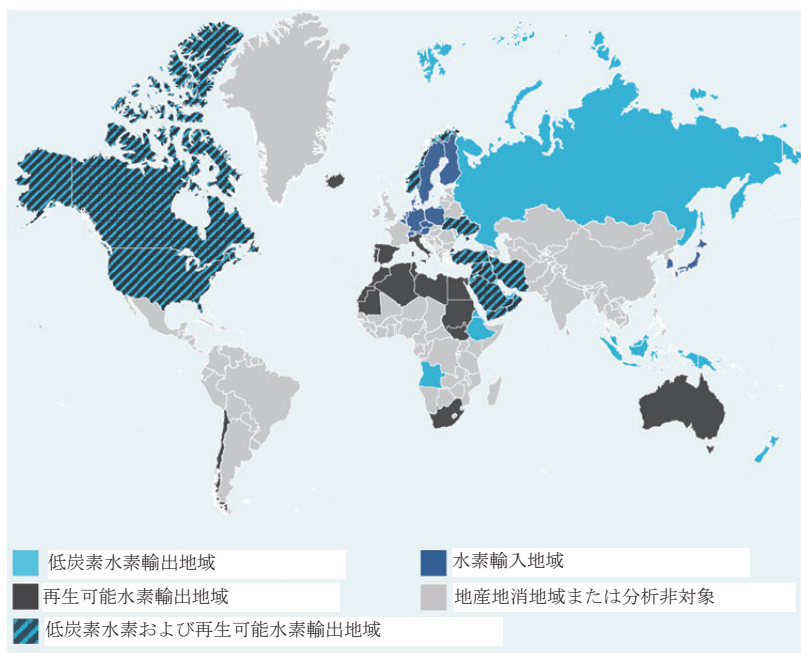 低炭素水素輸出地域
水素輸入地域
再生可能水素輸出地域
地産地消地域または分析非対象
低炭素水素および再生可能水素輸出地域